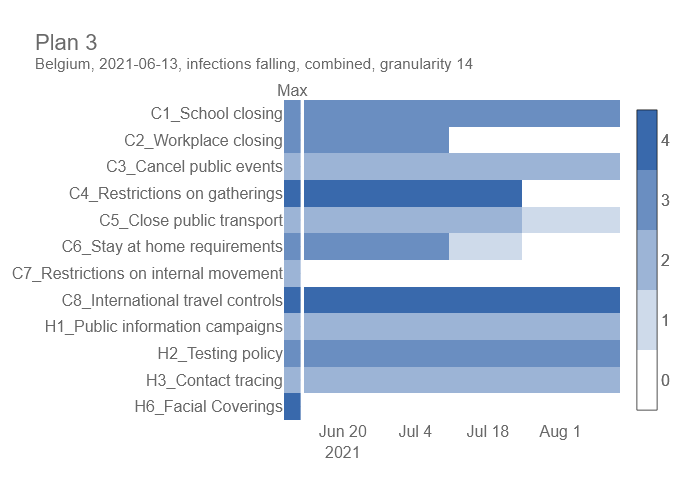 Plan 3
Belgium, 2021-06-13, infections falling, combined, granularity 14
Max
C1_School closing
C2_Workplace closing
C3_Cancel public events
C4_Restrictions on gatherings
C5_Close public transport
C6_Stay at home requirements
C7_Restrictions on internal movement
C8_International travel controls
H1_Public information campaigns
H2_Testing policy
H3_Contact tracing
H6_Facial Coverings
Jun 20 Jul 4 Jul 18 Aug 1
2021
4
3
2
1
0